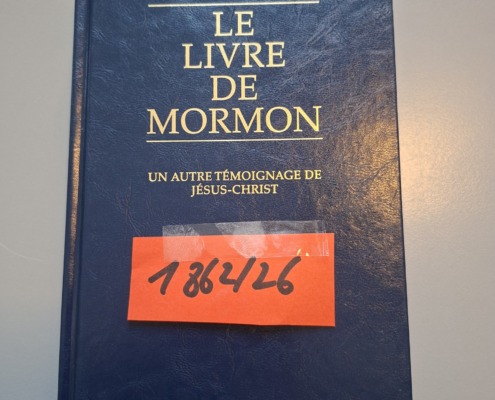 LE
LIVRE
DE
MORMON
UN AUTRE TÉMOIGNAGE DE
JÉSUS-CHRIST
1862/26